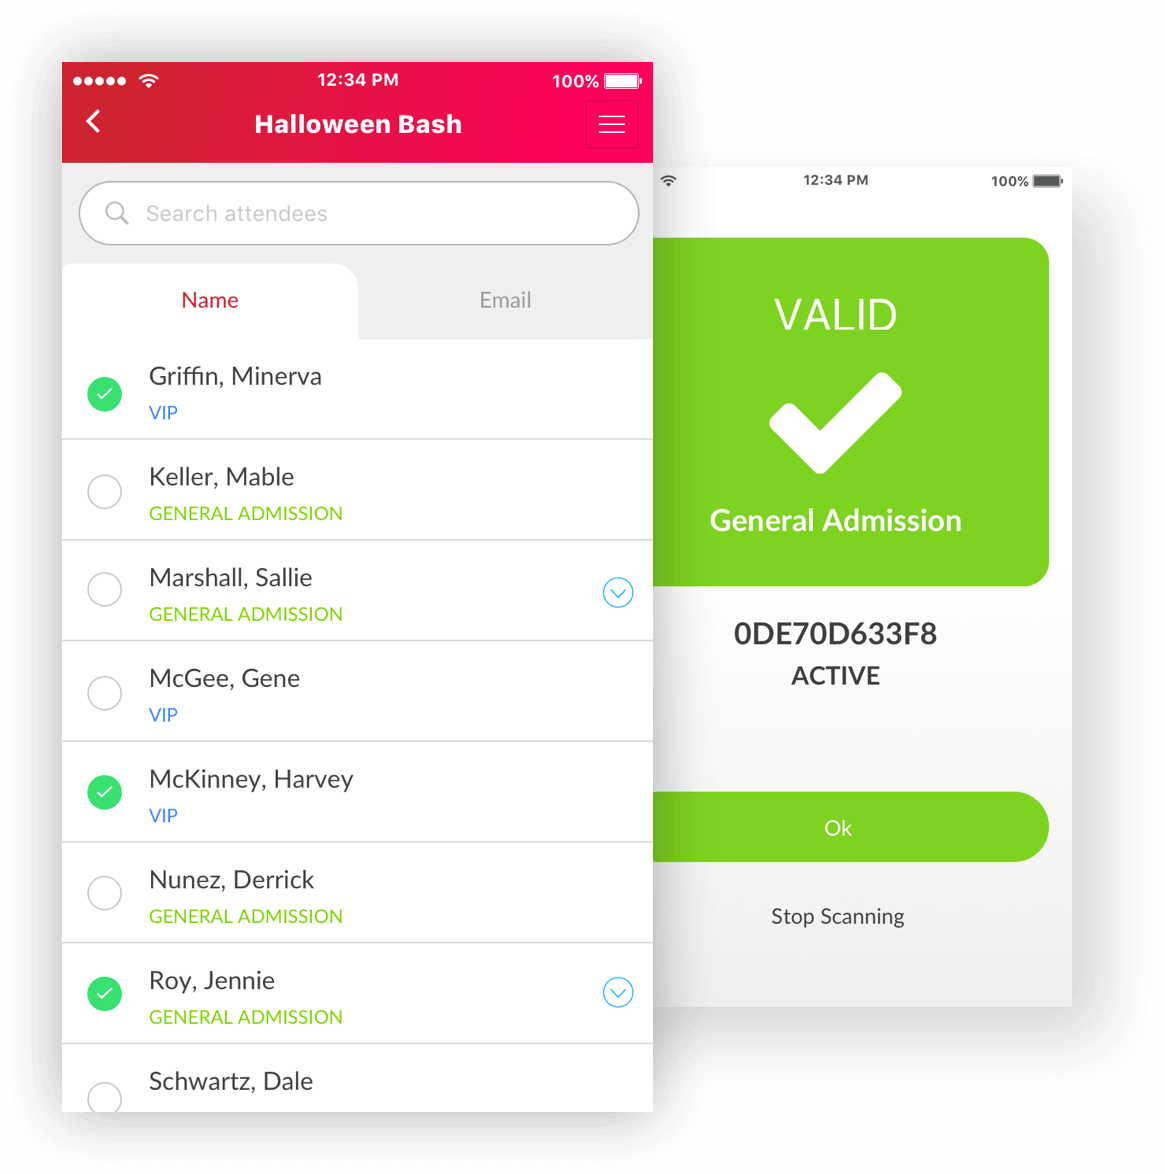 12:34 PM 100%
Halloween Bash
Search attendees
Name Email
Griffin, Minerva
VIP
Keller, Mable
GENERAL ADMISSION
Marshall, Sallie
GENERAL ADMISSION
McGee, Gene
VIP
McKinney, Harvey
VIP
Nunez, Derrick
GENERAL ADMISSION
Roy, Jennie
GENERAL ADMISSION
Schwartz, Dale
12:34 PM 100%
VALID
General Admission
0DE70D633F8
ACTIVE
Ok
Stop Scanning